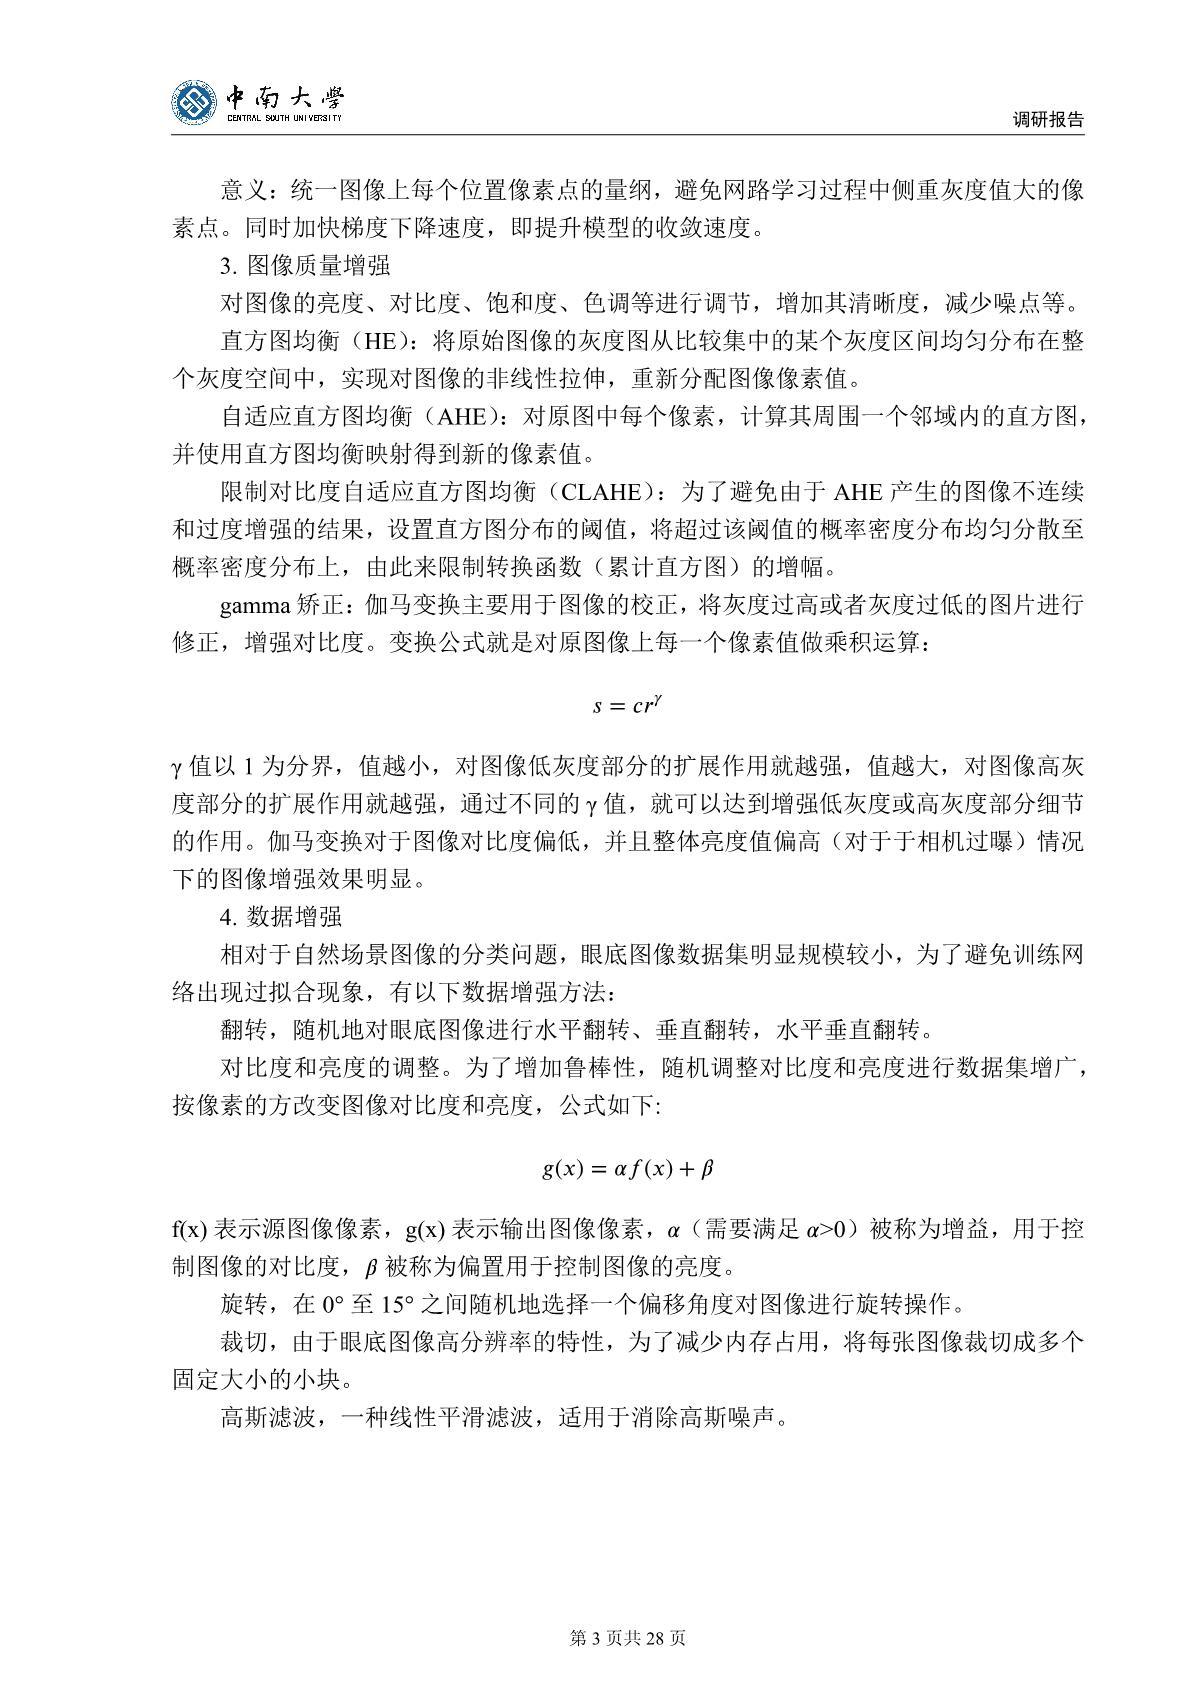 中南大學
CENTRAL SOUTH UNIVERSITY
调研报告
意义：统一图像上每个位置像素点的量纲，避免网路学习过程中侧重灰度值大的像
素点。同时加快梯度下降速度，即提升模型的收敛速度。
3. 图像质量增强
对图像的亮度、对比度、饱和度、色调等进行调节，增加其清晰度，减少噪点等。
直方图均衡（HE）：将原始图像的灰度图从比较集中的某个灰度区间均匀分布在整
个灰度空间中，实现对图像的非线性拉伸，重新分配图像像素值。
自适应直方图均衡（AHE）：对原图中每个像素，计算其周围一个邻域内的直方图，
并使用直方图均衡映射得到新的像素值。
限制对比度自适应直方图均衡（CLAHE）：为了避免由于 AHE 产生的图像不连续
和过度增强的结果，设置直方图分布的阈值，将超过该阈值的概率密度分布均匀分散至
概率密度分布上，由此来限制转换函数（累计直方图）的增幅。
gamma 矫正：伽马变换主要用于图像的校正，将灰度过高或者灰度过低的图片进行
修正，增强对比度。变换公式就是对原图像上每一个像素值做乘积运算：
s = cr^γ
γ 值以 1 为分界，值越小，对图像低灰度部分的扩展作用就越强，值越大，对图像高灰
度部分的扩展作用就越强，通过不同的 γ 值，就可以达到增强低灰度或高灰度部分细节
的作用。伽马变换对于图像对比度偏低，并且整体亮度值偏高（对于于相机过曝）情况
下的图像增强效果明显。
4. 数据增强
相对于自然场景图像的分类问题，眼底图像数据集明显规模较小，为了避免训练网
络出现过拟合现象，有以下数据增强方法：
翻转，随机地对眼底图像进行水平翻转、垂直翻转，水平垂直翻转。
对比度和亮度的调整。为了增加鲁棒性，随机调整对比度和亮度进行数据集增广，
按像素的方改变图像对比度和亮度，公式如下:
g(x) = αf(x) + β
f(x) 表示源图像像素，g(x) 表示输出图像像素，α（需要满足 α>0）被称为增益，用于控
制图像的对比度，β 被称为偏置用于控制图像的亮度。
旋转，在 0° 至 15° 之间随机地选择一个偏移角度对图像进行旋转操作。
裁切，由于眼底图像高分辨率的特性，为了减少内存占用，将每张图像裁切成多个
固定大小的小块。
高斯滤波，一种线性平滑滤波，适用于消除高斯噪声。
第 3 页共 28 页